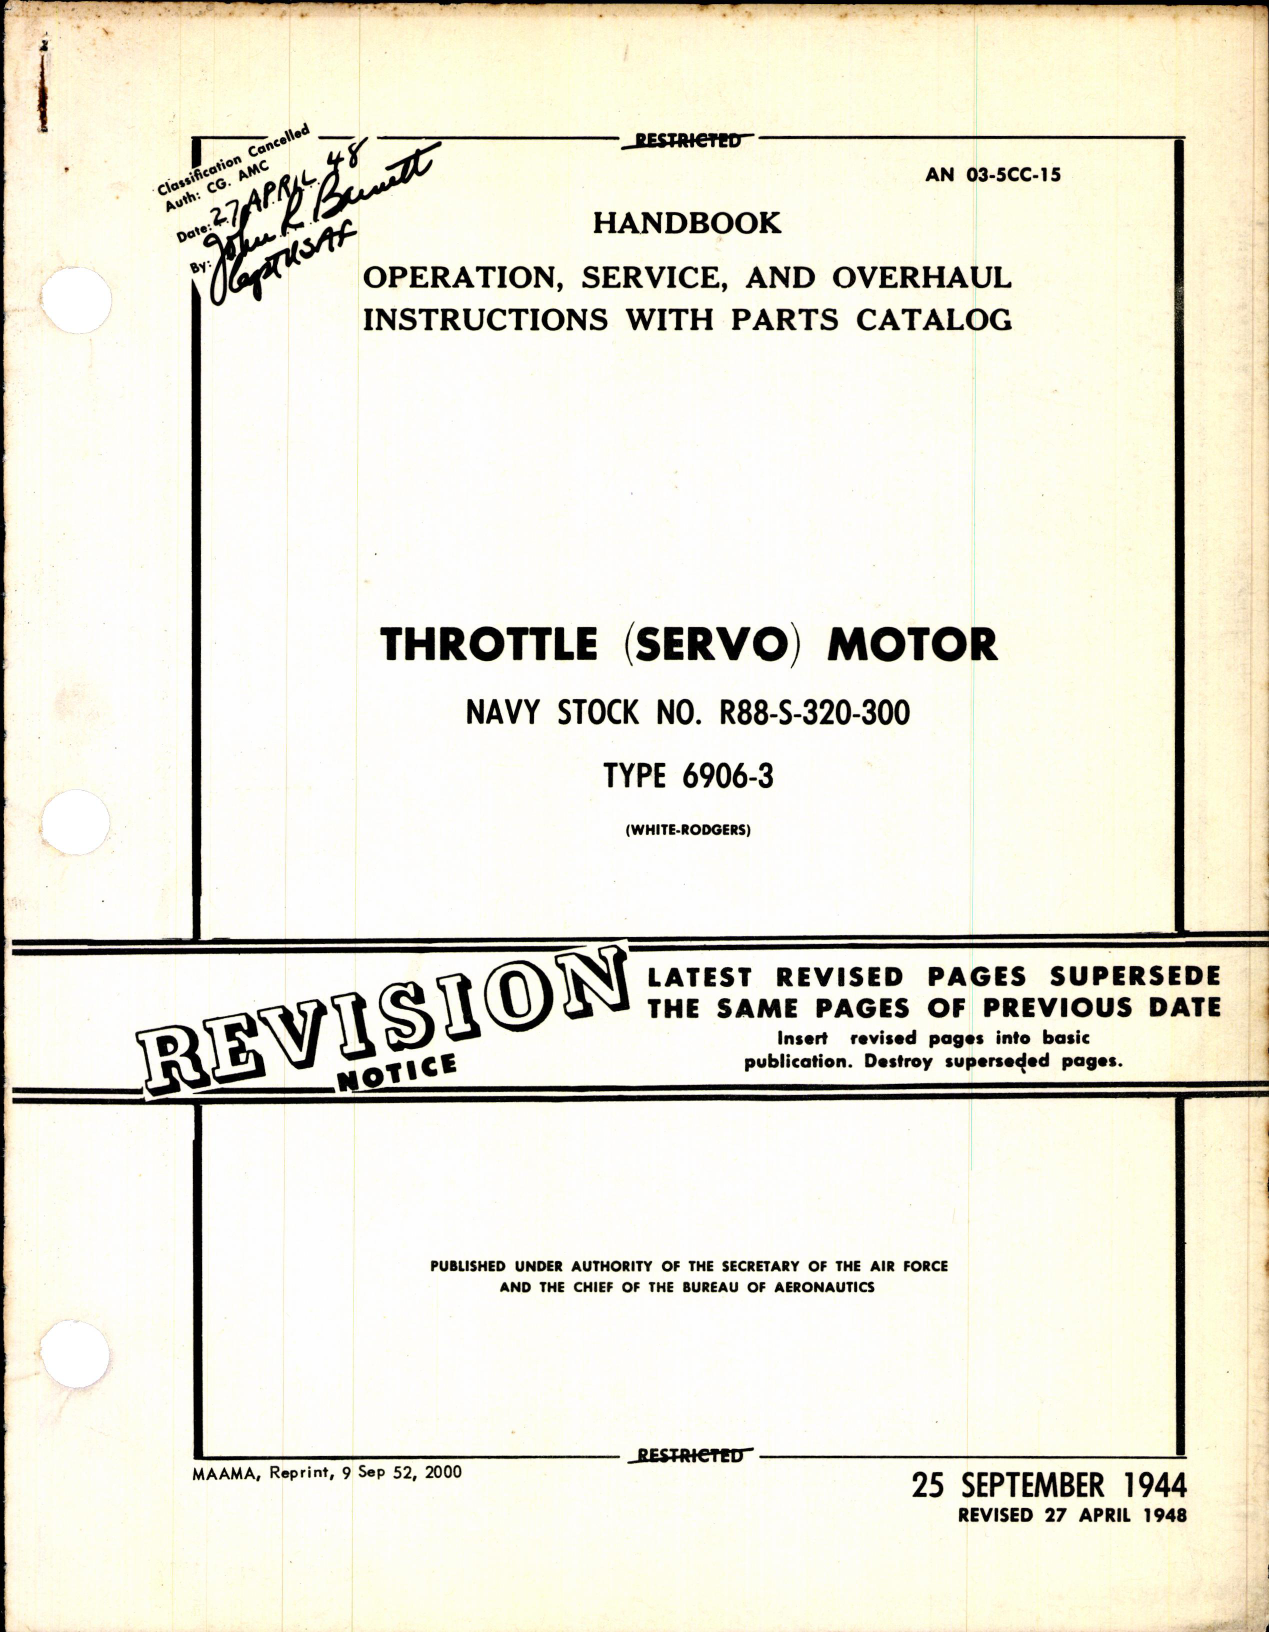 RESTRICTED
Classification Cancelled
Auth: CG. AMC
Date: 27 APRIL 48
By: John R Barnett
Capt USAF
AN 03-5CC-15
HANDBOOK
OPERATION, SERVICE, AND OVERHAUL
INSTRUCTIONS WITH PARTS CATALOG
THROTTLE (SERVO) MOTOR
NAVY STOCK NO. R88-S-320-300
TYPE 6906-3
(WHITE-RODGERS)
REVISION
NOTICE
LATEST REVISED PAGES SUPERSEDE
THE SAME PAGES OF PREVIOUS DATE
Insert revised pages into basic
publication. Destroy superseded pages.
PUBLISHED UNDER AUTHORITY OF THE SECRETARY OF THE AIR FORCE
AND THE CHIEF OF THE BUREAU OF AERONAUTICS
RESTRICTED
MAAMA, Reprint, 9 Sep 52, 2000
25 SEPTEMBER 1944
REVISED 27 APRIL 1948